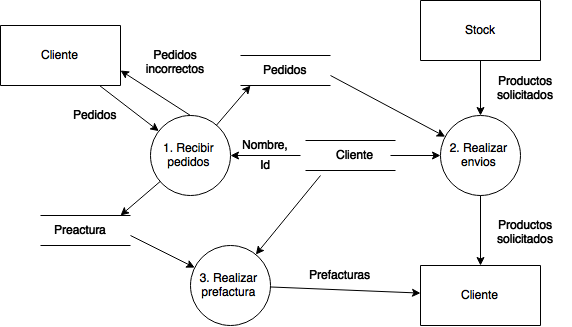 Cliente
Pedidos
incorrectos
Pedidos
Stock
Pedidos
Productos
solicitados
1. Recibir
pedidos
Nombre,
Id
Cliente
2. Realizar
envios
Preactura
Productos
solicitados
3. Realizar
prefactura
Prefacturas
Cliente